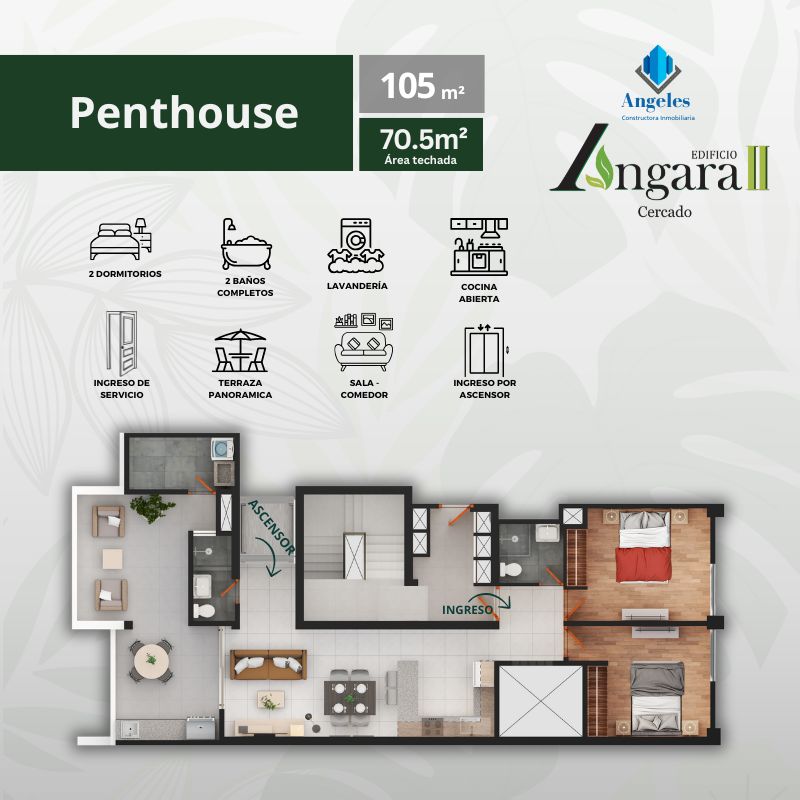 Penthouse
105 m²
70.5m²
Área techada
Angeles
Constructora Inmobiliaria
EDIFICIO
Angara II
Cercado
2 DORMITORIOS
2 BAÑOS
COMPLETOS
LAVANDERÍA
COCINA
ABIERTA
INGRESO DE
SERVICIO
TERRAZA
PANORAMICA
SALA -
COMEDOR
INGRESO POR
ASCENSOR
ASCENSOR
INGRESO